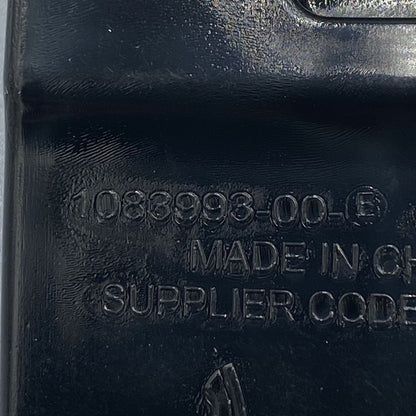 1083993-00-E
MADE IN CH
SUPPLIER CODE